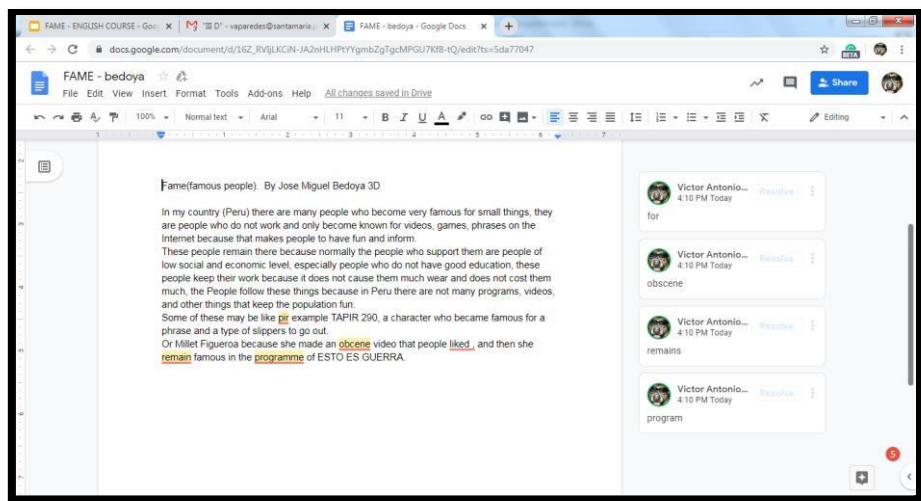 FAME - ENGLISH COURSE - Goo
vaparedes@santamaria.
FAME - bedoya - Google Docs
docs.google.com/document/d/
FAME - bedoya
File Edit View Insert Format Tools Add-ons Help All changes saved in Drive
Share
100% Normal text Arial 11 B I U A Editing
Fame(famous people). By Jose Miguel Bedoya 3D
In my country (Peru) there are many people who become very famous for small things, they
are people who do not work and only become known for videos, games, phrases on the
Internet because that makes people to have fun and inform.
These people remain there because normally the people who support them are people of
low social and economic level, especially people who do not have good education, these
people keep their work because it does not cause them much wear and does not cost them
much, the People follow these things because in Peru there are not many programs, videos,
and other things that keep the population fun.
Some of these may be like pir example TAPIR 290, a character who became famous for a
phrase and a type of slippers to go out.
Or Millet Figueroa because she made an obcene video that people liked , and then she
remain famous in the programme of ESTO ES GUERRA.
Victor Antonio... Resolve
4:10 PM Today
for
Victor Antonio... Resolve
4:10 PM Today
obscene
Victor Antonio... Resolve
4:10 PM Today
remains
Victor Antonio... Resolve
4:10 PM Today
program
5